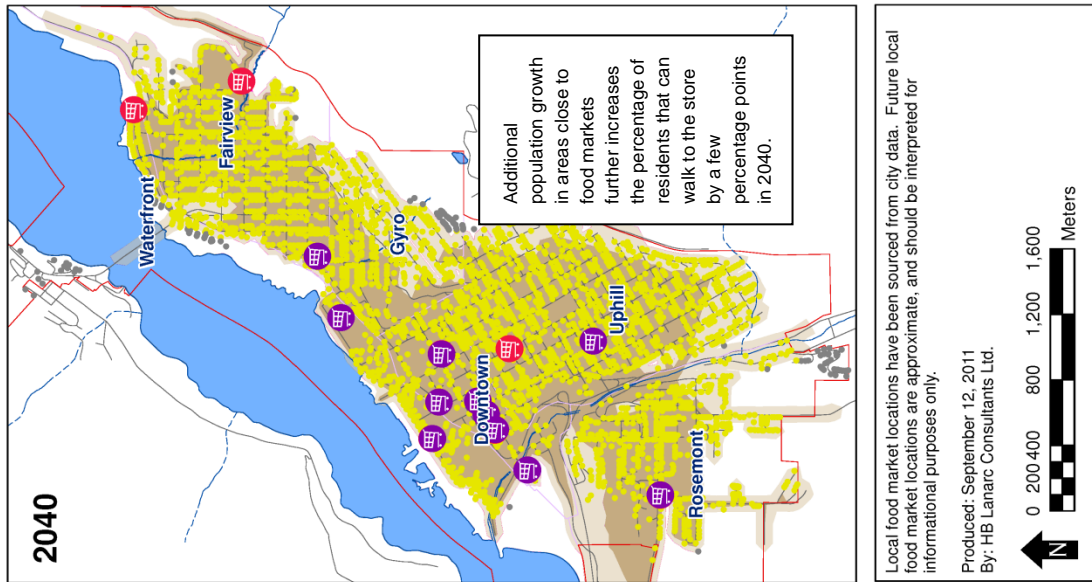 2040
Waterfront
Fairview
Gyro
Downtown
Uphill
Rosemont
Additional
population growth
in areas close to
food markets
further increases
the percentage of
residents that can
walk to the store
by a few
percentage points
in 2040.
Local food market locations have been sourced from city data.  Future local
food market locations are approximate, and should be interpreted for
informational purposes only.
Produced: September 12, 2011
By: HB Lanarc Consultants Ltd.
N
0 200 400 800 1,200 1,600
Meters